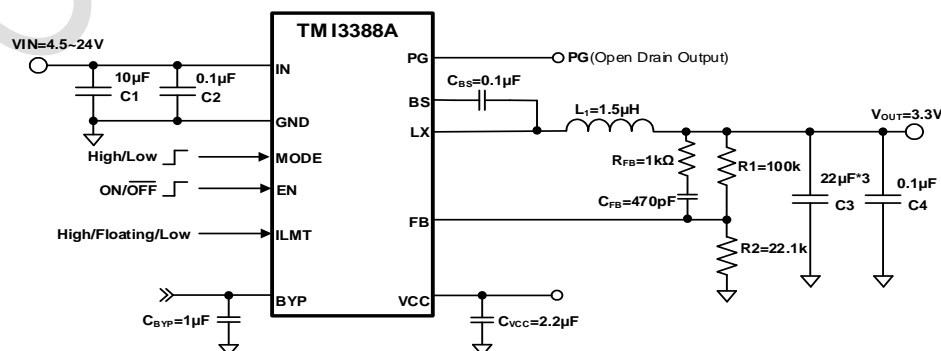 TMI3388A
VIN=4.5~24V
IN
10µF
C1
0.1µF
C2
GND
High/Low
MODE
ON/OFF
EN
High/Floating/Low
ILMT
BYP
CBYP=1µF
PG
PG(Open Drain Output)
CBS=0.1µF
BS
LX
L1=1.5µH
VOUT=3.3V
RFB=1kΩ
R1=100k
CFB=470pF
22µF*3
C3
0.1µF
C4
FB
R2=22.1k
VCC
CVCC=2.2µF